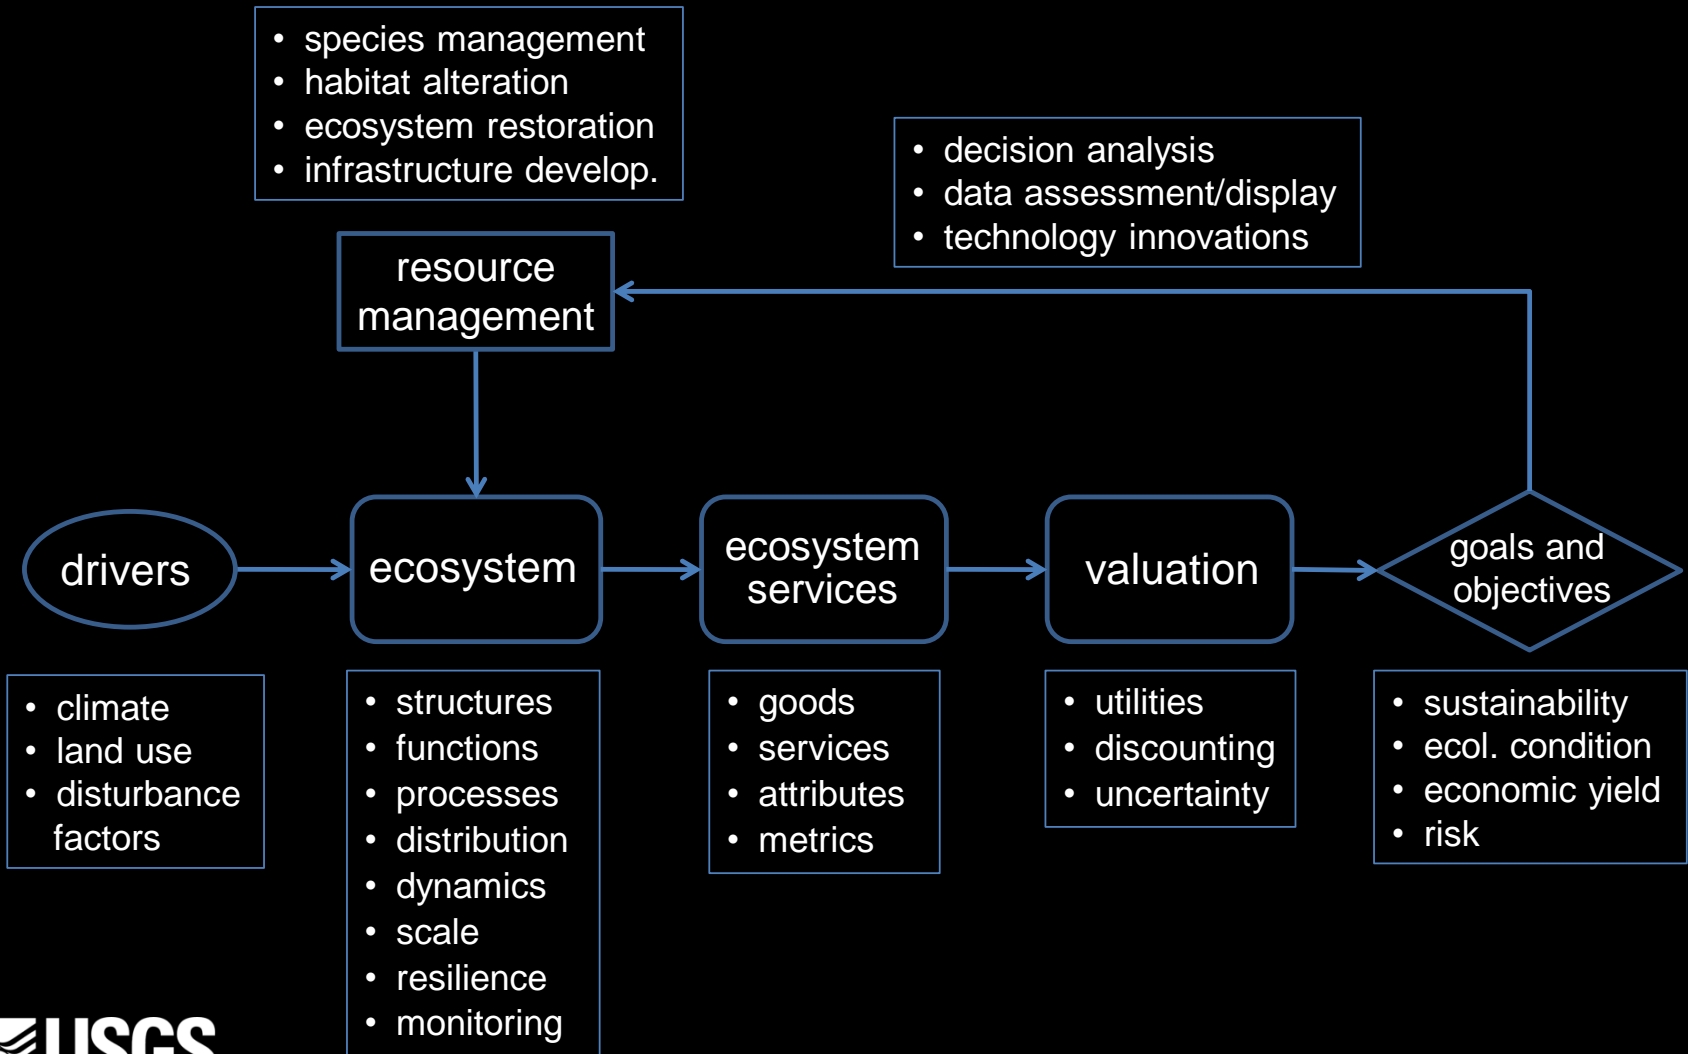 • species management
• habitat alteration
• ecosystem restoration
• infrastructure develop.
• decision analysis
• data assessment/display
• technology innovations
resource
management
drivers
ecosystem
ecosystem
services
valuation
goals and
objectives
• climate
• land use
• disturbance
factors
• structures
• functions
• processes
• distribution
• dynamics
• scale
• resilience
• monitoring
• goods
• services
• attributes
• metrics
• utilities
• discounting
• uncertainty
• sustainability
• ecol. condition
• economic yield
• risk
USGS